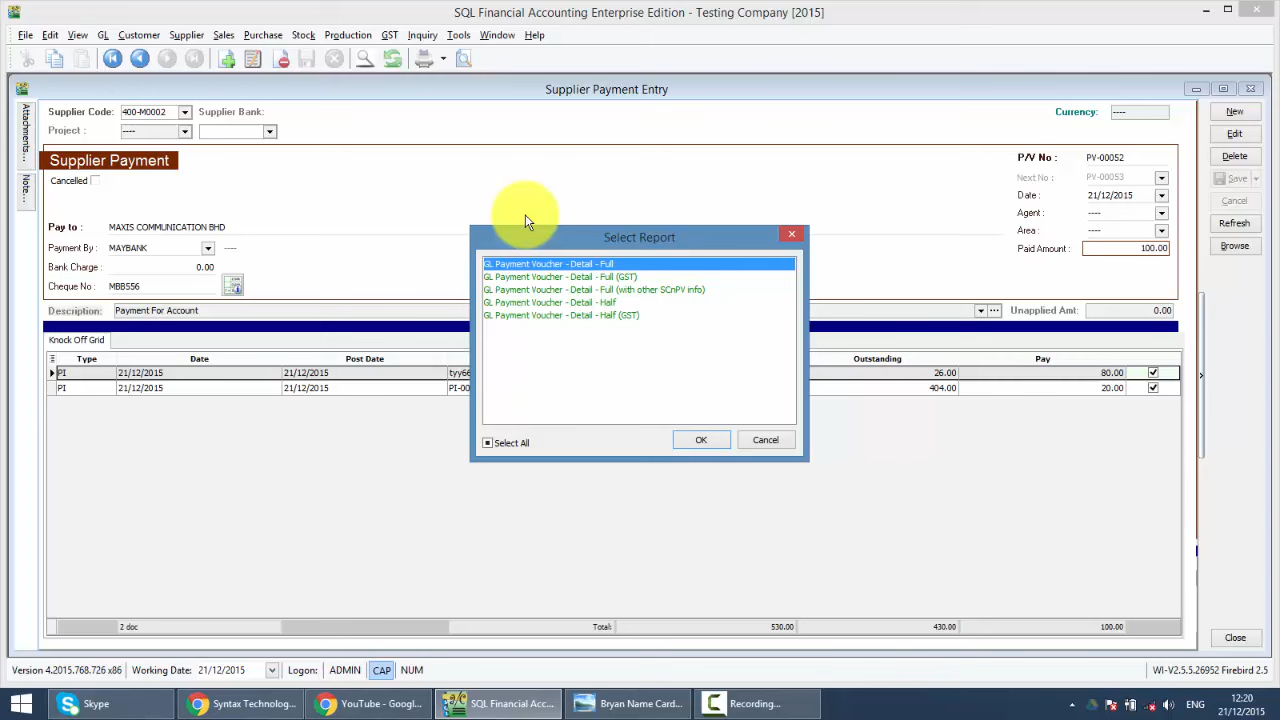 SQL Financial Accounting Enterprise Edition - Testing Company [2015]
File Edit View GL Customer Supplier Sales Purchase Stock Production GST Inquiry Tools Window Help
Supplier Payment Entry
Attachments...
Note...
Supplier Code: 400-M0002 Supplier Bank: Currency: ----
Project : ----
Supplier Payment
Cancelled
P/V No : PV-00052
Next No : PV-00053
Date : 21/12/2015
Agent : ----
Area : ----
Paid Amount : 100.00
Pay to : MAXIS COMMUNICATION BHD
Payment By : MAYBANK ----
Bank Charge : 0.00
Cheque No : MBB556
Description: Payment For Account Unapplied Amt: 0.00
New
Edit
Delete
Save
Cancel
Refresh
Browse
Close
Knock Off Grid
Type Date Post Date Outstanding Pay
PI 21/12/2015 21/12/2015 tyy66 26.00 80.00
PI 21/12/2015 21/12/2015 PI-00 404.00 20.00
2 doc Total: 530.00 430.00 100.00
Select Report
GL Payment Voucher - Detail - Full
GL Payment Voucher - Detail - Full (GST)
GL Payment Voucher - Detail - Full (with other SCnPV info)
GL Payment Voucher - Detail - Half
GL Payment Voucher - Detail - Half (GST)
Select All OK Cancel
Version 4.2015.768.726 x86 Working Date: 21/12/2015 Logon: ADMIN CAP NUM WI-V2.5.5.26952 Firebird 2.5
Skype Syntax Technolog... YouTube - Googl... SQL Financial Acc... Bryan Name Card... Recording... ENG 12:20
21/12/2015